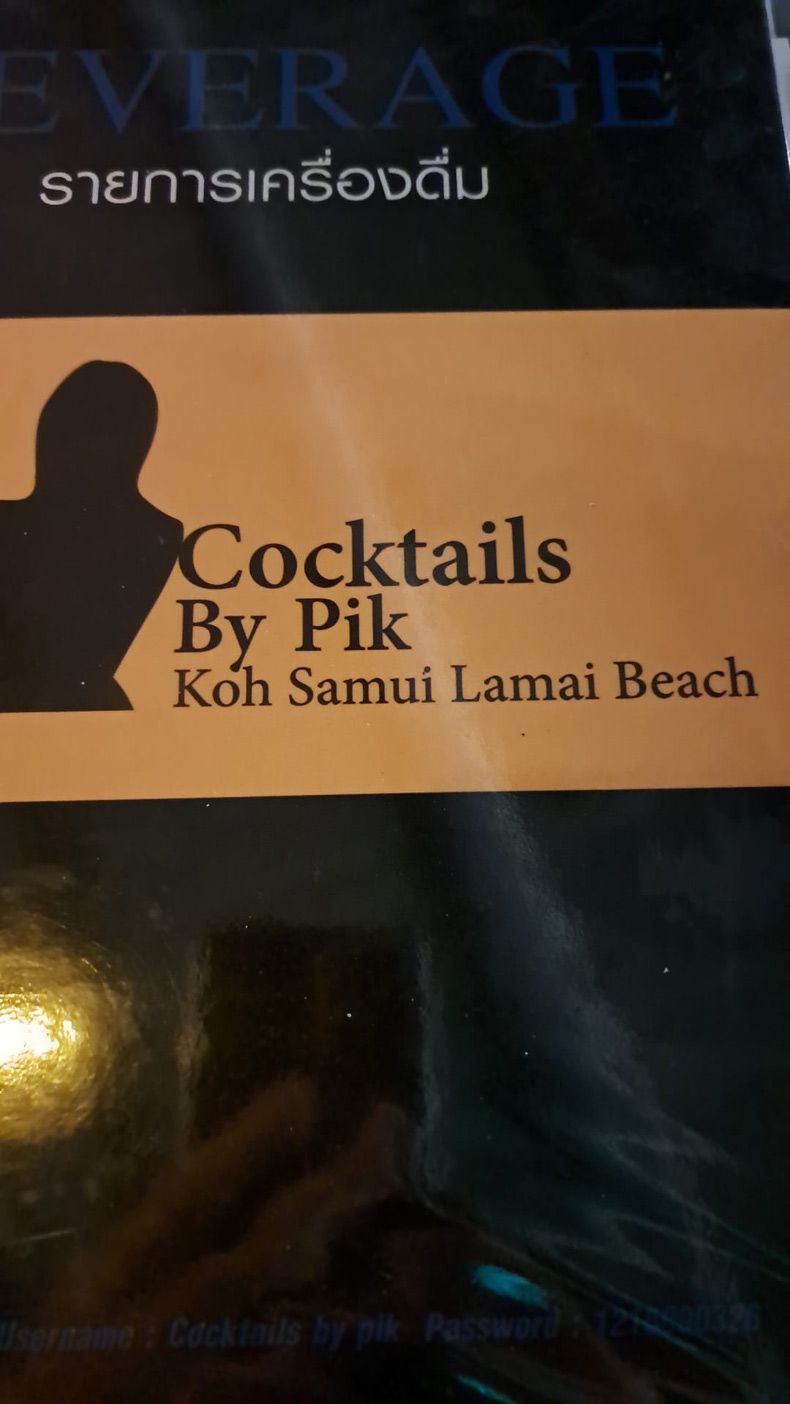 EVERAGE
รายการเครื่องดื่ม
Cocktails
By Pik
Koh Samui Lamai Beach
Username : Cocktails by pik Password :